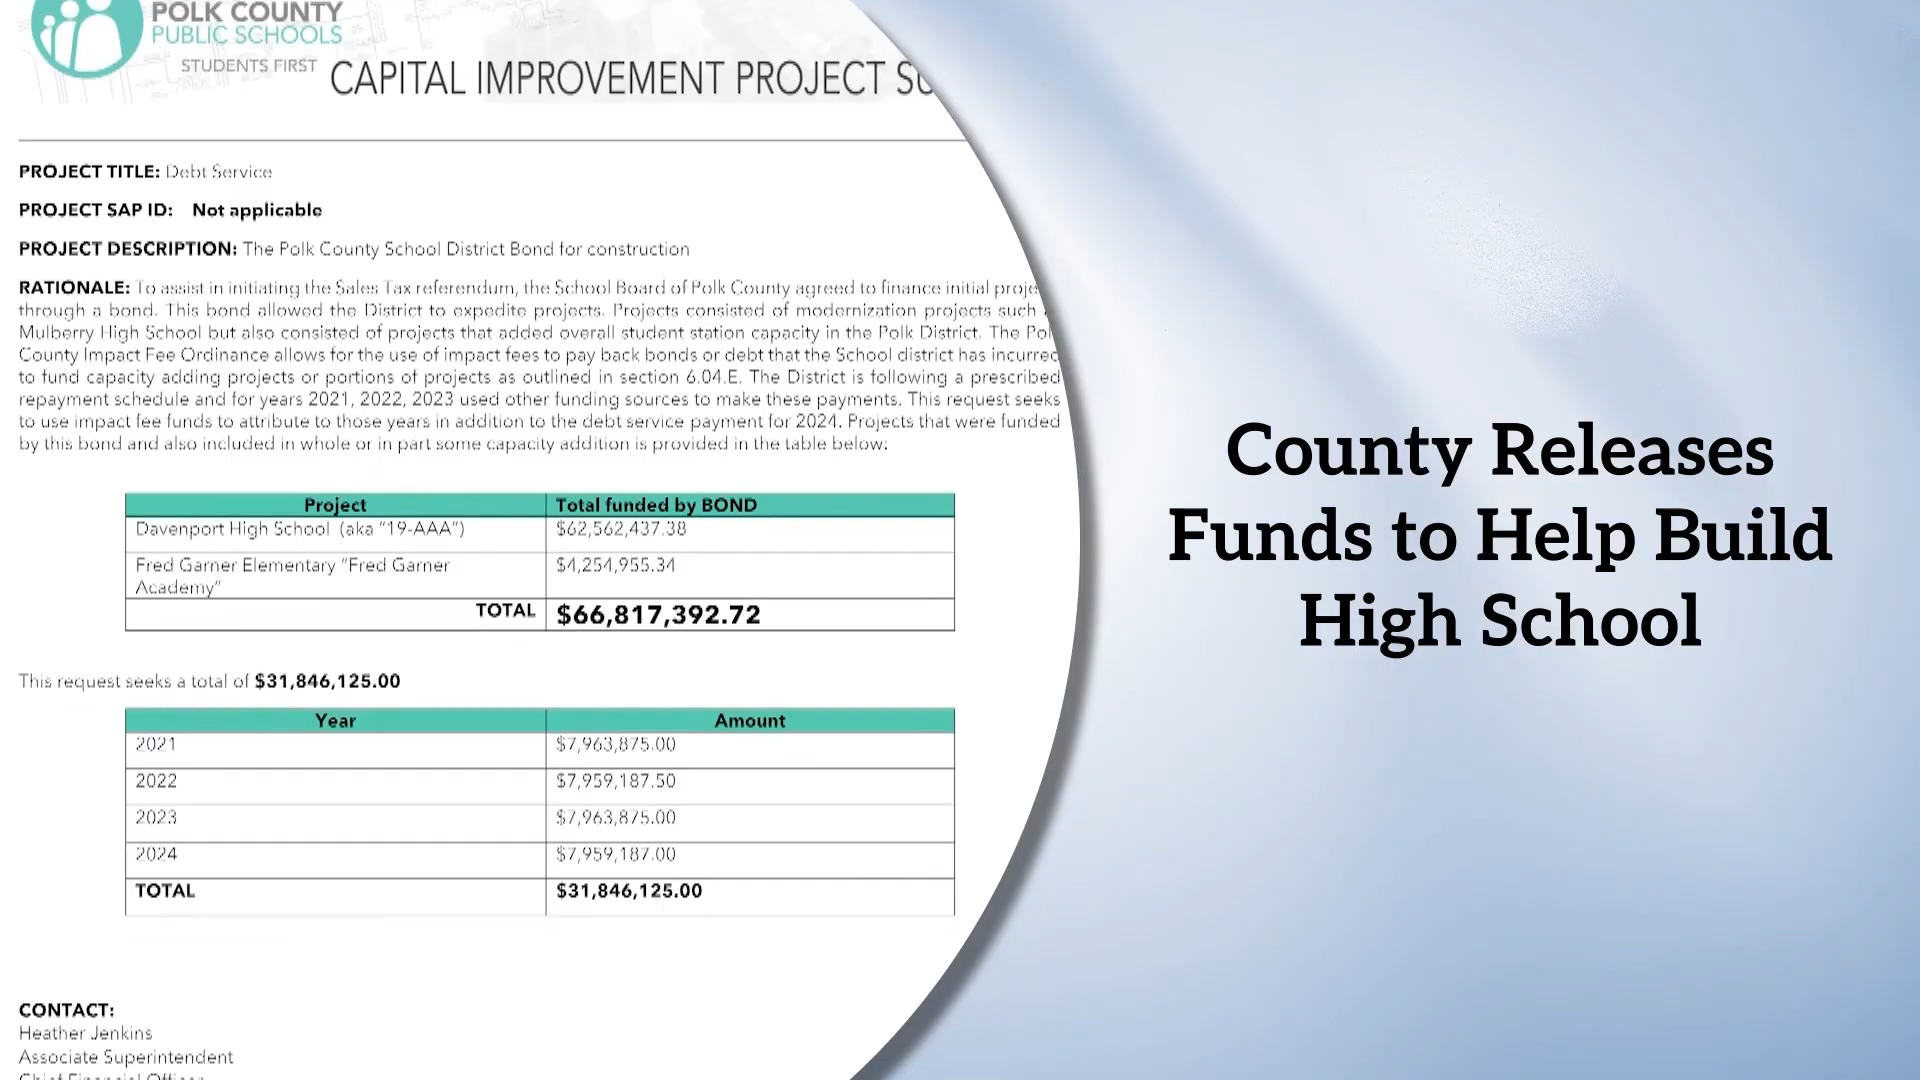 POLK COUNTY
PUBLIC SCHOOLS
STUDENTS FIRST
CAPITAL IMPROVEMENT PROJECT
PROJECT TITLE: Debt Service
PROJECT SAP ID: Not applicable
PROJECT DESCRIPTION: The Polk County School District Bond for construction
RATIONALE: To assist in initiating the Sales Tax referendum, the School Board of Polk County agreed to finance initial
through a bond. This bond allowed the District to expedite projects. Projects consisted of modernization projects such
Mulberry High School but also consisted of projects that added overall student station capacity in the Polk District. The
County Impact Fee Ordinance allows for the use of impact fees to pay back bonds or debt that the School district has incurred
to fund capacity adding projects or portions of projects as outlined in section 6.04.E. The District is following a prescribed
repayment schedule and for years 2021, 2022, 2023 used other funding sources to make these payments. This request seeks
to use impact fee funds to attribute to those years in addition to the debt service payment for 2024. Projects that were funded
by this bond and also included in whole or in part some capacity addition is provided in the table below:
Project Total funded by BOND
Davenport High School (aka "19-AAA") $62,562,437.38
Fred Garner Elementary "Fred Garner $4,254,955.34
Academy"
TOTAL $66,817,392.72
This request seeks a total of $31,846,125.00
Year Amount
2021 $7,963,875.00
2022 $7,959,187.50
2023 $7,963,875.00
2024 $7,959,187.00
TOTAL $31,846,125.00
CONTACT:
Heather Jenkins
Associate Superintendent
Chief Financial Officer
County Releases
Funds to Help Build
High School